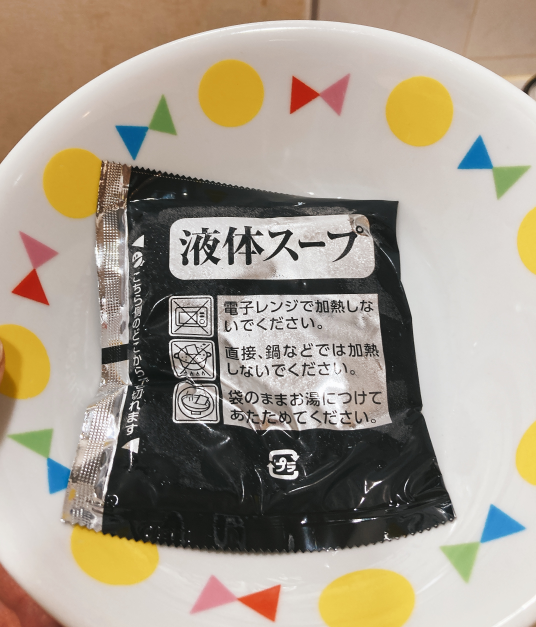 液体スープ
電子レンジで加熱しな
いでください。
直接、鍋などでは加熱
しないでください。
袋のままお湯につけて
あたためてください。
こちら側のどこからでも切れます
プラ